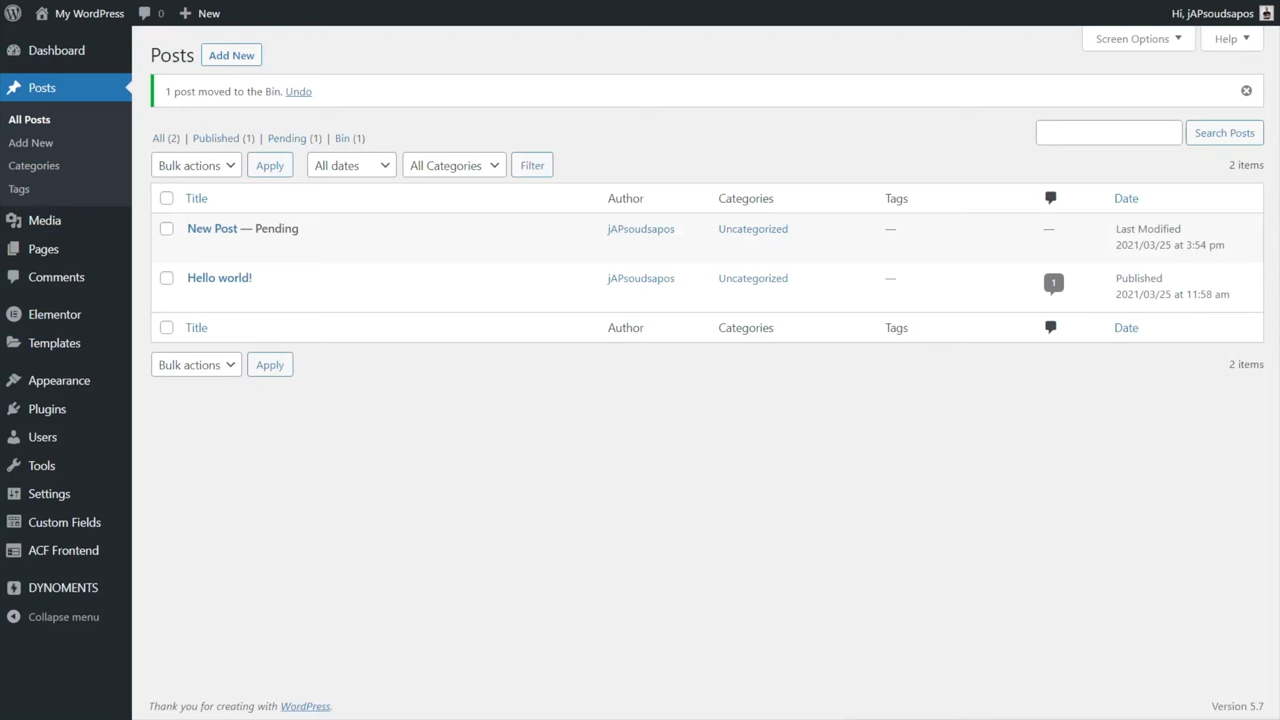 My WordPress 0 New Hi, jAPsoudsapos
Dashboard
Posts
All Posts
Add New
Categories
Tags
Media
Pages
Comments
Elementor
Templates
Appearance
Plugins
Users
Tools
Settings
Custom Fields
ACF Frontend
DYNOMENTS
Collapse menu
Screen Options Help
Posts Add New
1 post moved to the Bin. Undo
All (2) | Published (1) | Pending (1) | Bin (1)
Search Posts
Bulk actions Apply All dates All Categories Filter 2 items
Title Author Categories Tags Date
New Post — Pending jAPsoudsapos Uncategorized — — Last Modified
2021/03/25 at 3:54 pm
Hello world! jAPsoudsapos Uncategorized — 1 Published
2021/03/25 at 11:58 am
Title Author Categories Tags Date
Bulk actions Apply 2 items
Thank you for creating with WordPress. Version 5.7